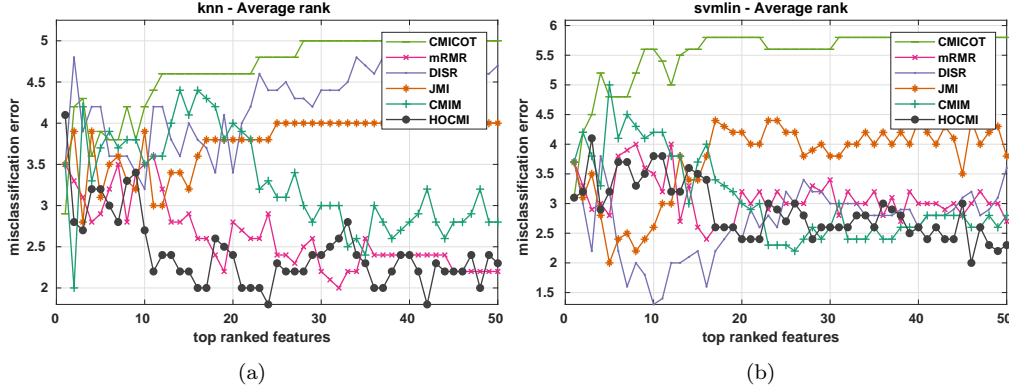 knn - Average rank
misclassification error
5
4.5
4
3.5
3
2.5
2
0
10
20
30
40
50
top ranked features
CMICOT
mRMR
DISR
JMI
CMIM
HOCMI
(a)
svmlin - Average rank
misclassification error
6
5.5
5
4.5
4
3.5
3
2.5
2
1.5
0
10
20
30
40
50
top ranked features
CMICOT
mRMR
DISR
JMI
CMIM
HOCMI
(b)